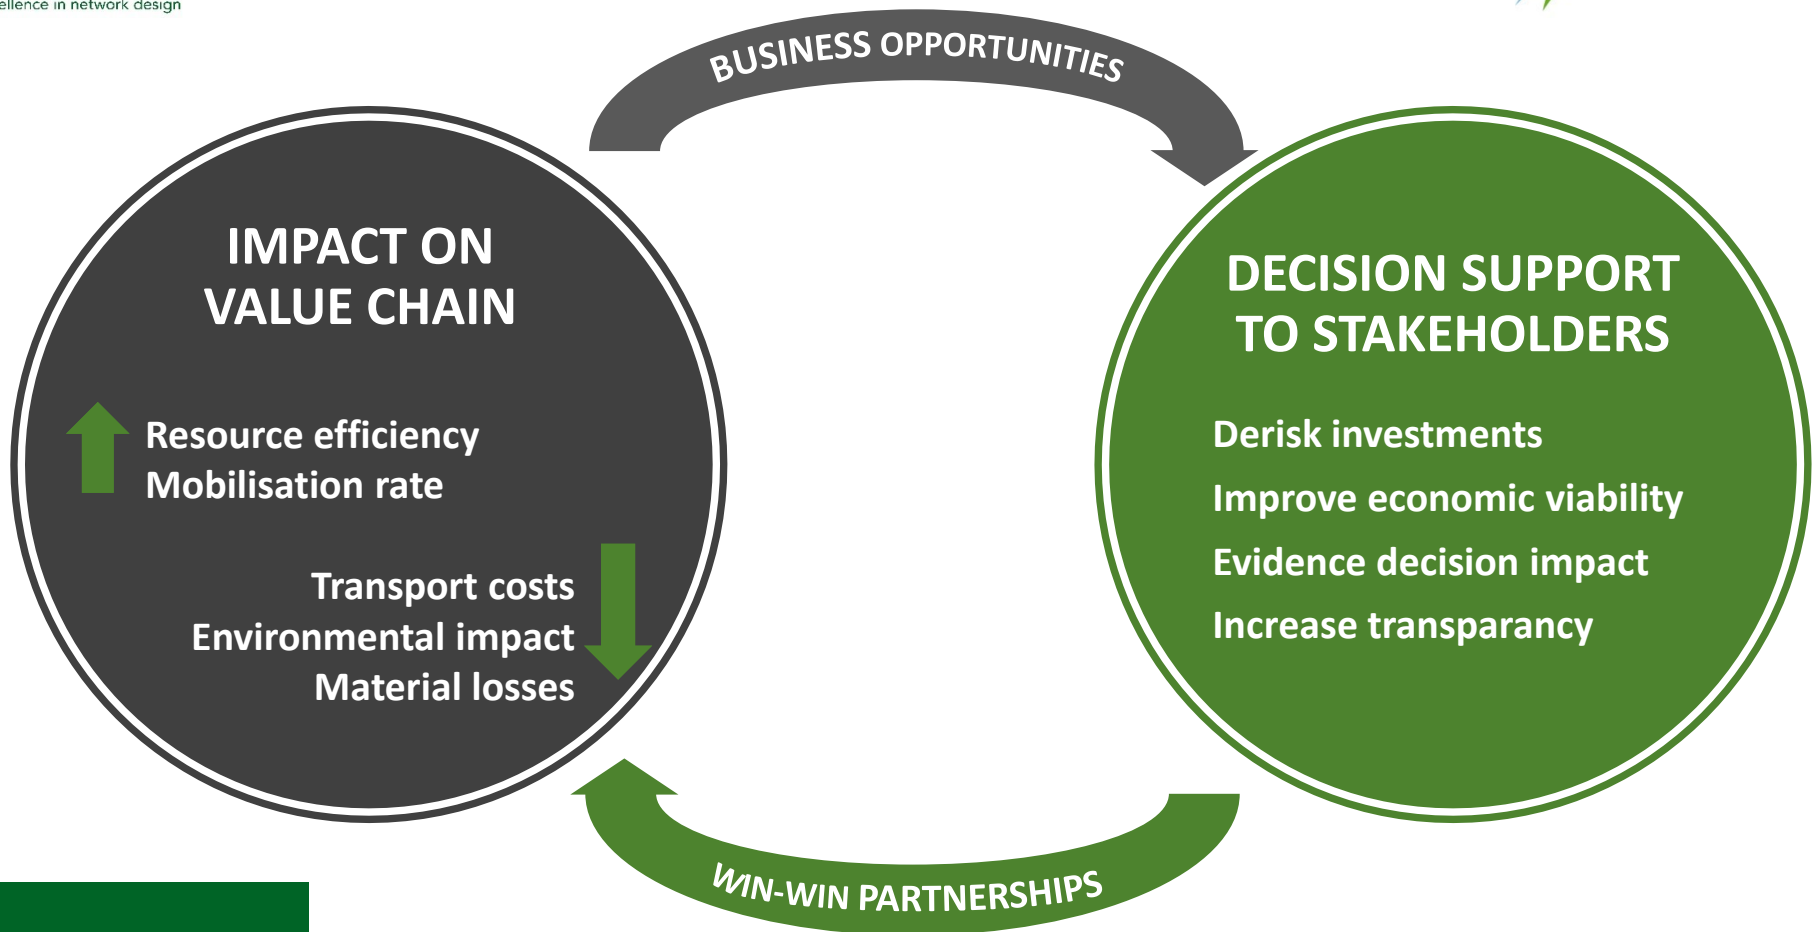 ellence in network design
BUSINESS OPPORTUNITIES
IMPACT ON
VALUE CHAIN
Resource efficiency
Mobilisation rate
Transport costs
Environmental impact
Material losses
DECISION SUPPORT
TO STAKEHOLDERS
Derisk investments
Improve economic viability
Evidence decision impact
Increase transparancy
WIN-WIN PARTNERSHIPS